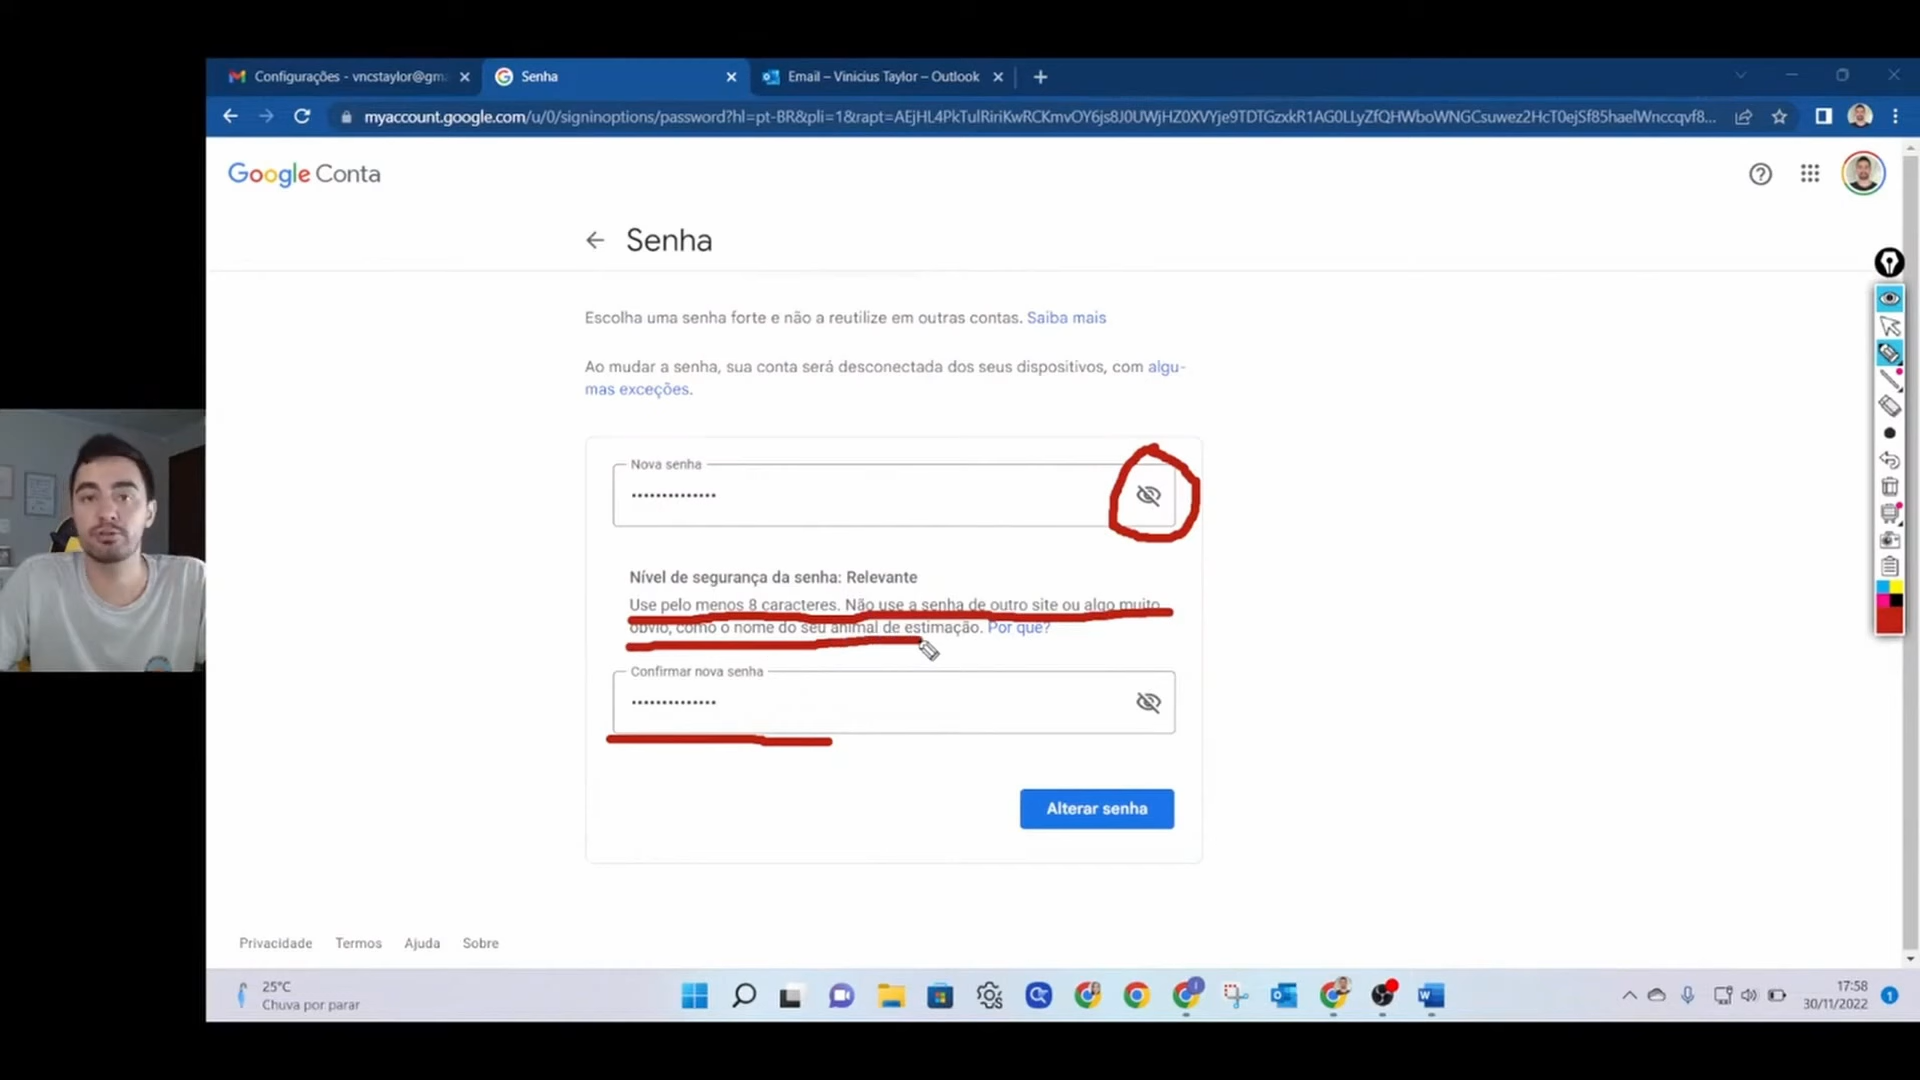 Configurações - vncstaylor@gm
Senha
Email – Vinicius Taylor – Outlook
myaccount.google.com/u/0/signinoptions/password?hl=pt-BR&pli=1&rapt=AEjHL4PkTulRiriKwRCKmvOY6js8J0UWjHZ0XVYje9TDTGzxkR1AG0LLyZfQHWboWNGCsuwez2HcT0ejSf85haelWnccqvf8...
Google Conta
Senha
Escolha uma senha forte e não a reutilize em outras contas. Saiba mais
Ao mudar a senha, sua conta será desconectada dos seus dispositivos, com algu-
mas exceções.
Nova senha
••••••••••••••
Nível de segurança da senha: Relevante
Use pelo menos 8 caracteres. Não use a senha de outro site ou algo muito
óbvio, como o nome do seu animal de estimação. Por que?
Confirmar nova senha
••••••••••••••
Alterar senha
Privacidade Termos Ajuda Sobre
25°C
Chuva por parar
17:58
30/11/2022
1